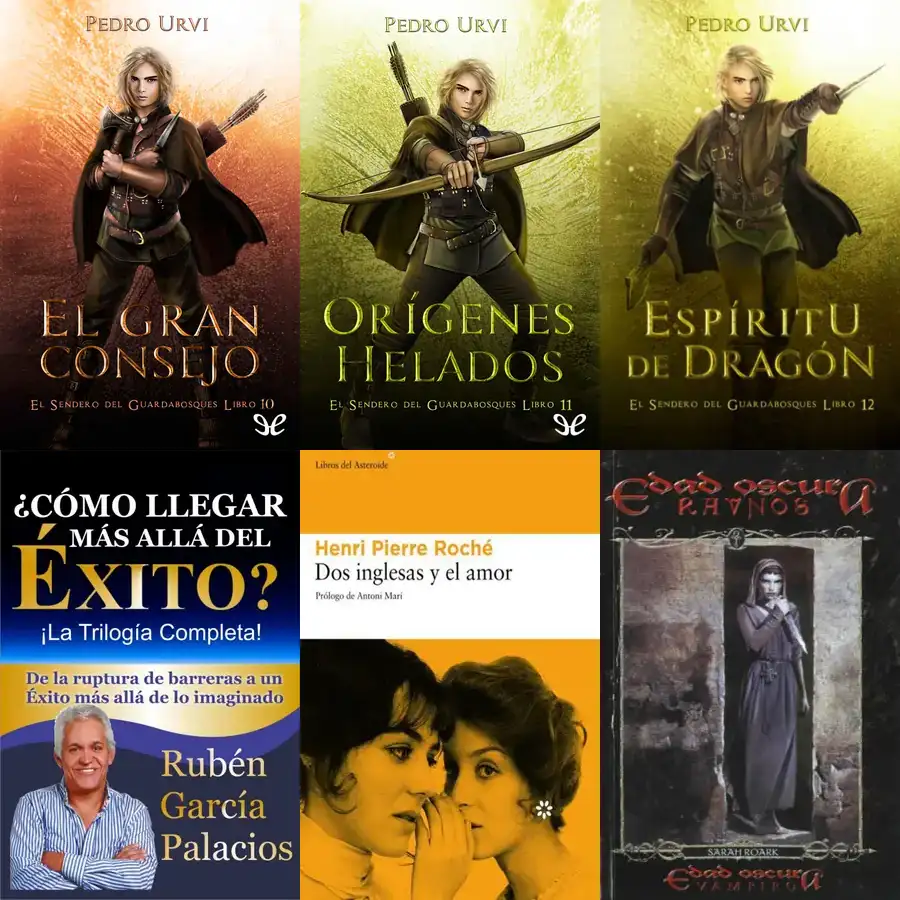 PEDRO URVI
EL GRAN
CONSEJO
EL SENDERO DEL GUARDABOSQUES LIBRO 10
PEDRO URVI
ORÍGENES
HELADOS
EL SENDERO DEL GUARDABOSQUES LIBRO 11
PEDRO URVI
ESPÍRITU
DE DRAGÓN
EL SENDERO DEL GUARDABOSQUES LIBRO 12
¿CÓMO LLEGAR
MÁS ALLÁ DEL
ÉXITO?
¡La Trilogía Completa!
De la ruptura de barreras a un
Éxito más allá de lo imaginado
Rubén
García
Palacios
Libros del Asteroide
Henri Pierre Roché
Dos inglesas y el amor
Prólogo de Antoni Marí
Edad oscura
RAVNOS
SARAH ROARK
Edad oscura
VAMPIRO